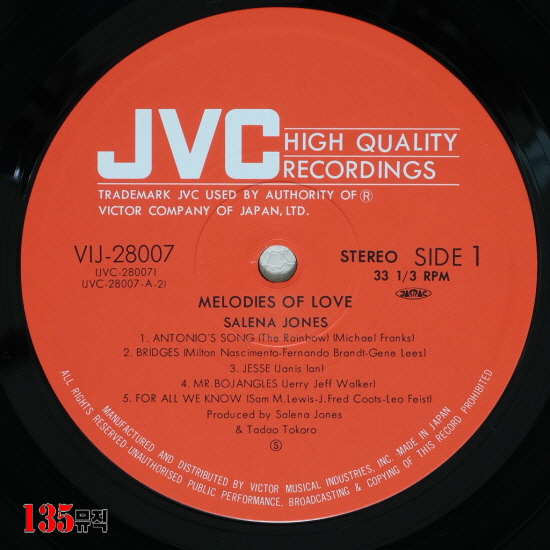 JVC
HIGH QUALITY
RECORDINGS
TRADEMARK JVC USED BY AUTHORITY OF Ⓡ
VICTOR COMPANY OF JAPAN, LTD.
VIJ-28007
(JVC-28007)
(JVC-28007-A-2)
STEREO SIDE 1
33 1/3 RPM
JASRAC
MELODIES OF LOVE
SALENA JONES
1. ANTONIO'S SONG (The Rainbow) (Michael Franks)
2. BRIDGES (Milton Nascimento-Fernando Brandt-Gene Lees)
3. JESSE (Janis Ian)
4. MR.BOJANGLES (Jerry Jeff Walker)
5. FOR ALL WE KNOW (Sam M.Lewis-J.Fred Coots-Leo Feist)
Produced by Salena Jones
& Tadao Tokoro
Ⓢ
MANUFACTURED AND DISTRIBUTED BY VICTOR MUSICAL INDUSTRIES, INC.-MADE IN JAPAN
ALL RIGHTS RESERVED-UNAUTHORISED PUBLIC PERFORMANCE, BROADCASTING & COPYING OF THIS RECORD PROHIBITED
135뮤직